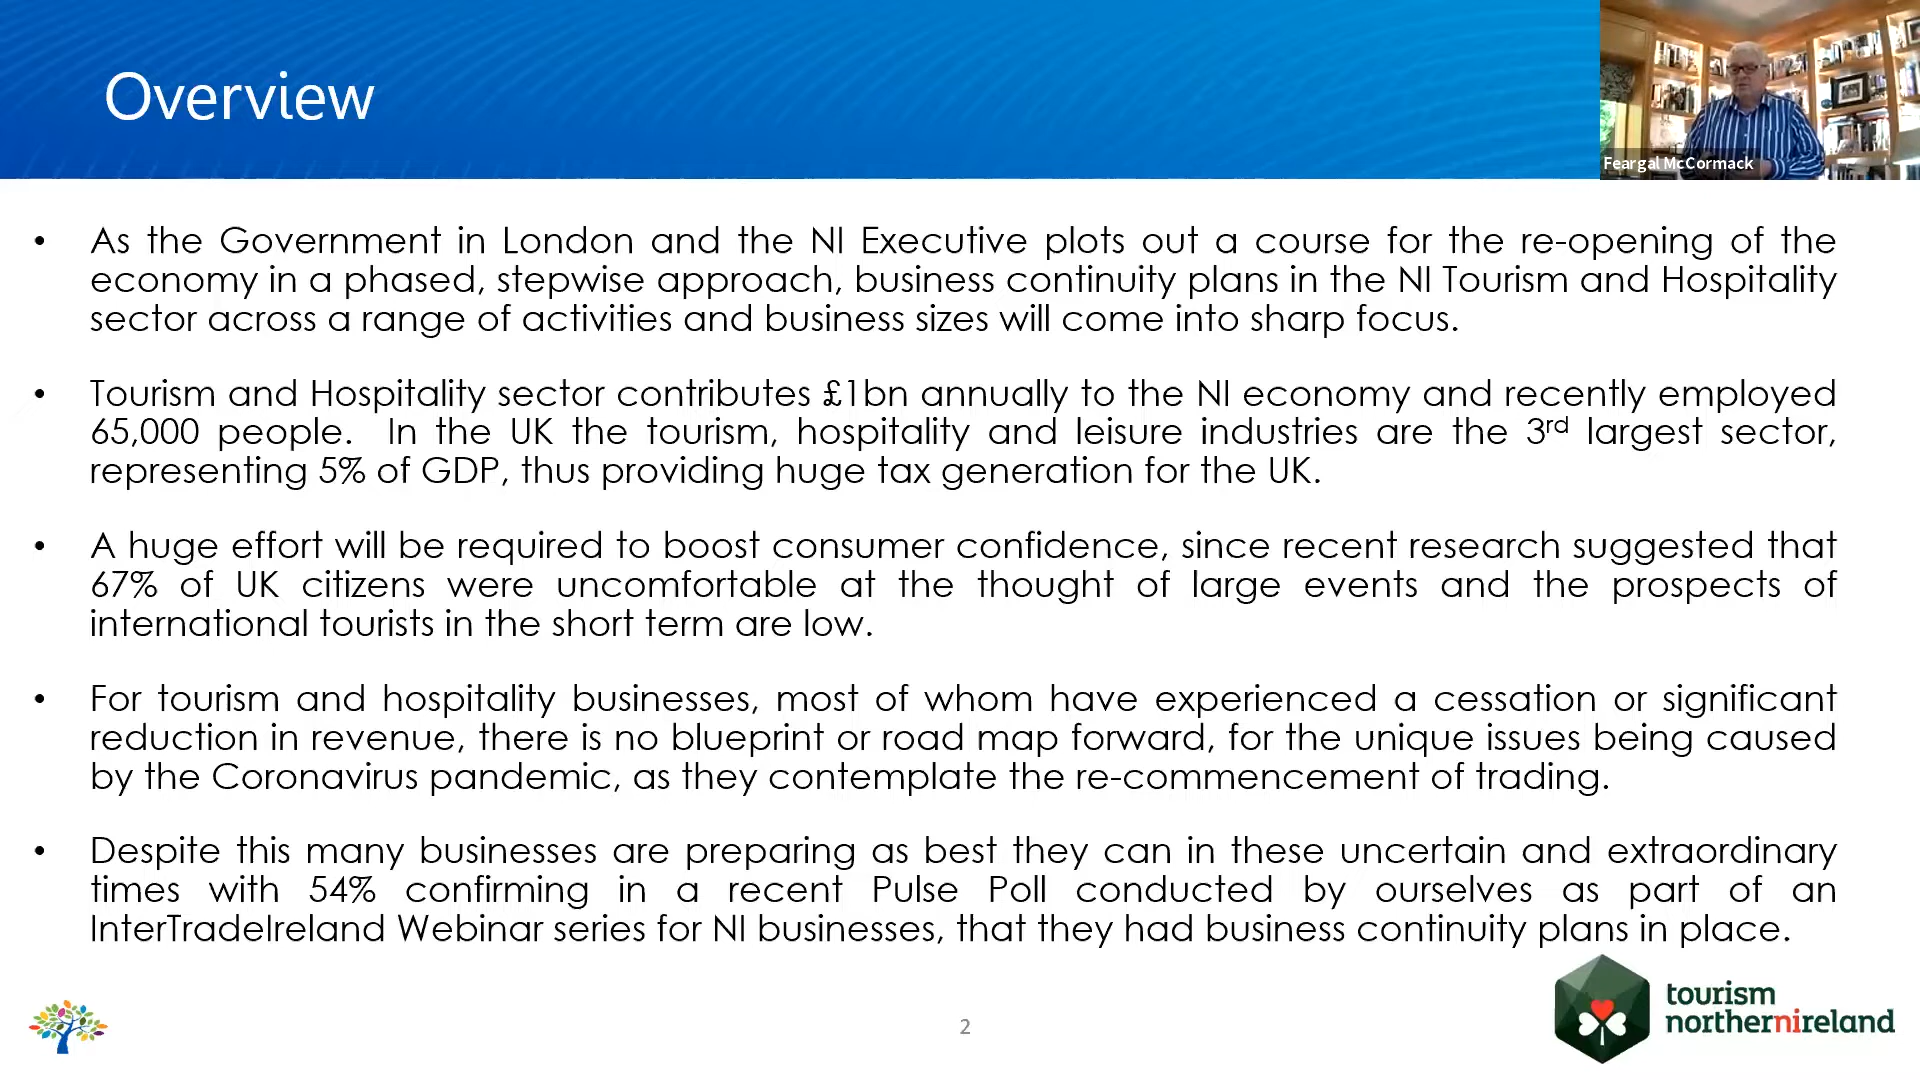 Overview
Feargal McCormack
• As the Government in London and the NI Executive plots out a course for the re-opening of the
economy in a phased, stepwise approach, business continuity plans in the NI Tourism and Hospitality
sector across a range of activities and business sizes will come into sharp focus.
• Tourism and Hospitality sector contributes £1bn annually to the NI economy and recently employed
65,000 people. In the UK the tourism, hospitality and leisure industries are the 3rd largest sector,
representing 5% of GDP, thus providing huge tax generation for the UK.
• A huge effort will be required to boost consumer confidence, since recent research suggested that
67% of UK citizens were uncomfortable at the thought of large events and the prospects of
international tourists in the short term are low.
• For tourism and hospitality businesses, most of whom have experienced a cessation or significant
reduction in revenue, there is no blueprint or road map forward, for the unique issues being caused
by the Coronavirus pandemic, as they contemplate the re-commencement of trading.
• Despite this many businesses are preparing as best they can in these uncertain and extraordinary
times with 54% confirming in a recent Pulse Poll conducted by ourselves as part of an
InterTradeIreland Webinar series for NI businesses, that they had business continuity plans in place.
2
tourism
northernireland